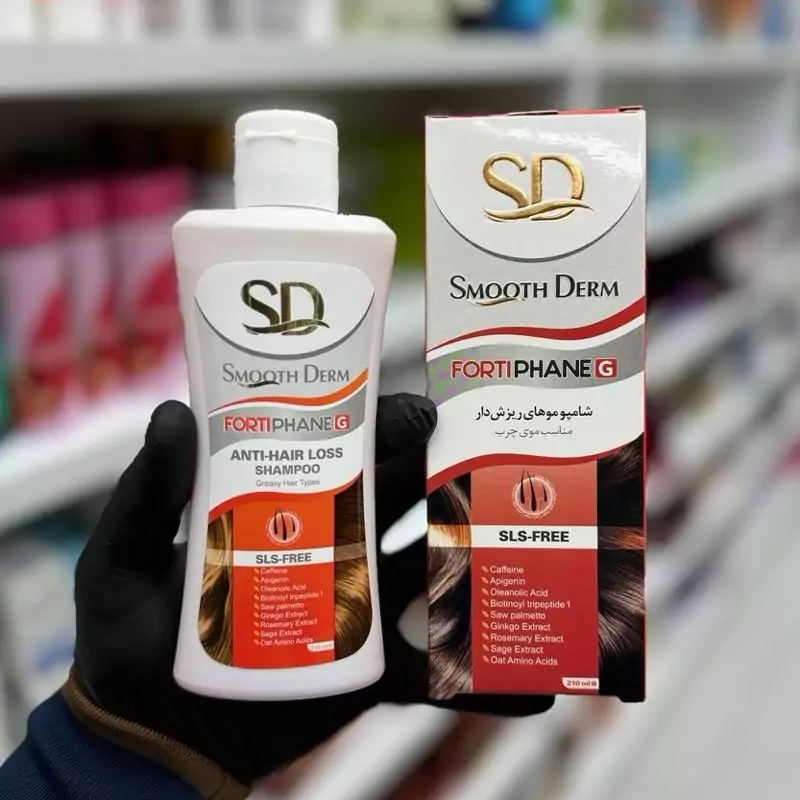 SD
SMOOTH DERM
FORTIPHANE G
ANTI-HAIR LOSS
SHAMPOO
Greasy Hair Types
SLS-FREE
Caffeine
Apigenin
Oleanolic Acid
Biotinoyl tripeptide 1
Saw palmetto
Ginkgo Extract
Rosemary Extract
Sage Extract
Oat Amino Acids
210 ml e
SD
SMOOTH DERM
FORTIPHANE G
شامپو موهای ریزش‌دار
مناسب موی چرب
SLS-FREE
Caffeine
Apigenin
Oleanolic Acid
Biotinoyl tripeptide 1
Saw palmetto
Ginkgo Extract
Rosemary Extract
Sage Extract
Oat Amino Acids
210 ml e